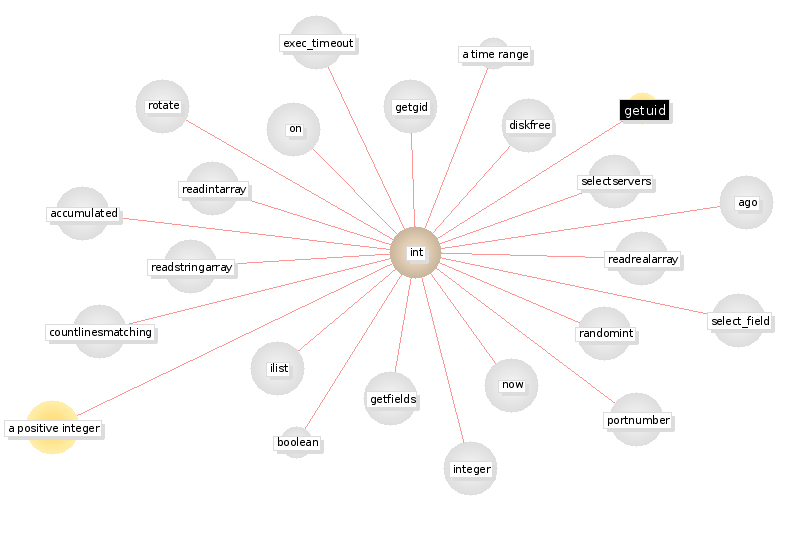 exec_timeout
a time range
rotate
getgid
getuid
on
diskfree
readintarray
selectservers
accumulated
ago
int
readstringarray
readrealarray
countlinesmatching
select_field
randomint
ilist
now
getfields
a positive integer
portnumber
boolean
integer